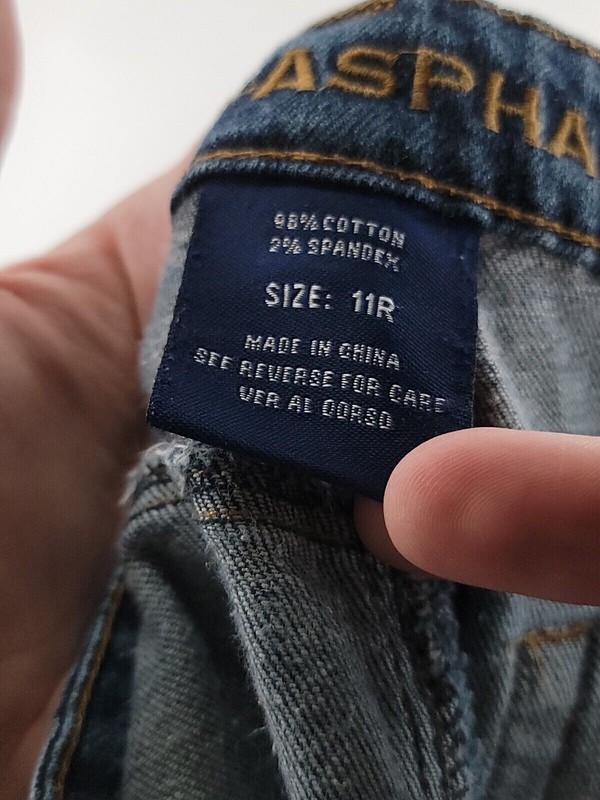 ASPHA
98% COTTON
2% SPANDEX
SIZE: 11R
MADE IN CHINA
SEE REVERSE FOR CARE
VER AL DORSO